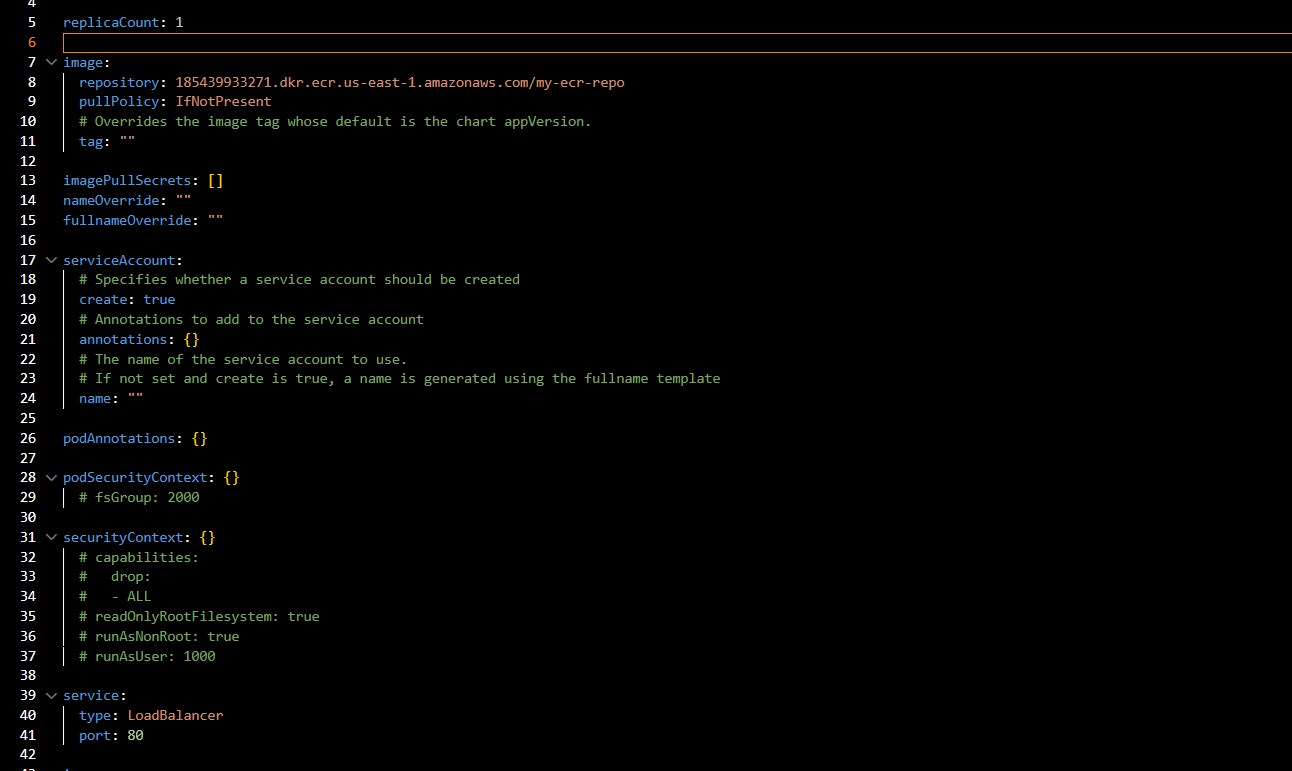 4
5 replicaCount: 1
6
7 image:
8   repository: 185439933271.dkr.ecr.us-east-1.amazonaws.com/my-ecr-repo
9   pullPolicy: IfNotPresent
10   # Overrides the image tag whose default is the chart appVersion.
11   tag: ""
12
13 imagePullSecrets: []
14 nameOverride: ""
15 fullnameOverride: ""
16
17 serviceAccount:
18   # Specifies whether a service account should be created
19   create: true
20   # Annotations to add to the service account
21   annotations: {}
22   # The name of the service account to use.
23   # If not set and create is true, a name is generated using the fullname template
24   name: ""
25
26 podAnnotations: {}
27
28 podSecurityContext: {}
29   # fsGroup: 2000
30
31 securityContext: {}
32   # capabilities:
33   #   drop:
34   #   - ALL
35   # readOnlyRootFilesystem: true
36   # runAsNonRoot: true
37   # runAsUser: 1000
38
39 service:
40   type: LoadBalancer
41   port: 80
42